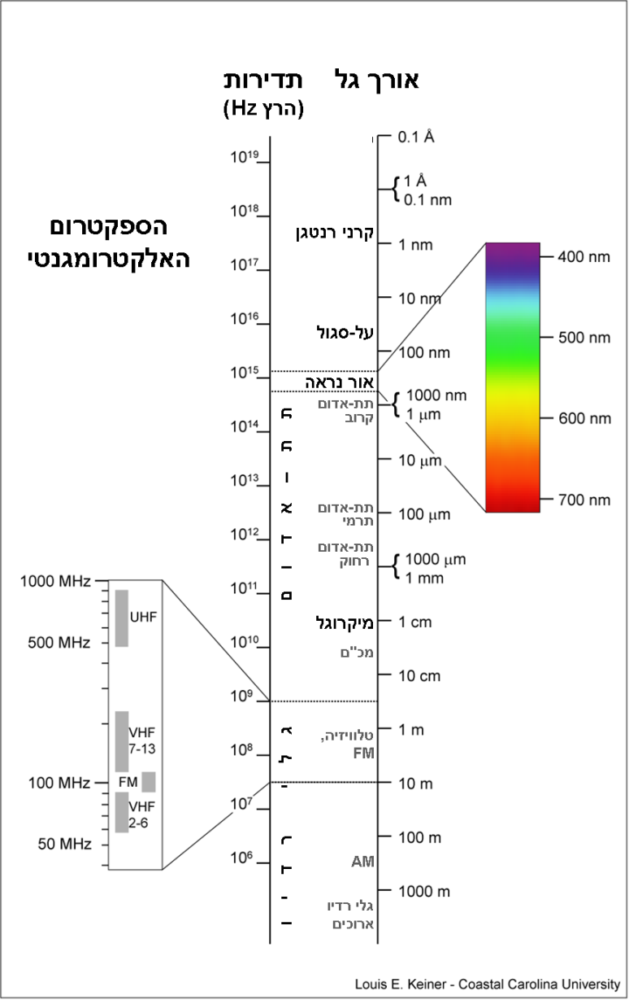 אורך גל
תדירות
(הרץ Hz)
הספקטרום
האלקטרומגנטי
10¹⁹
10¹⁸
10¹⁷
10¹⁶
10¹⁵
10¹⁴
10¹³
10¹²
10¹¹
10¹⁰
10⁹
10⁸
10⁷
10⁶
קרני רנטגן
על-סגול
אור נראה
תת-אדום
קרוב
תת-אדום
תרמי
תת-אדום
רחוק
מיקרוגל
מכ"ם
טלוויזיה,
FM
AM
גלי רדיו
ארוכים
ת
ת
ו
א
ד
ו
ם
ג
ל
י
ר
ד
י
ו
0.1 Å
1 Å
0.1 nm
1 nm
10 nm
100 nm
1000 nm
1 µm
10 µm
100 µm
1000 µm
1 mm
1 cm
10 cm
1 m
10 m
100 m
1000 m
400 nm
500 nm
600 nm
700 nm
1000 MHz
500 MHz
100 MHz
50 MHz
UHF
VHF
7-13
FM
VHF
2-6
Louis E. Keiner - Coastal Carolina University